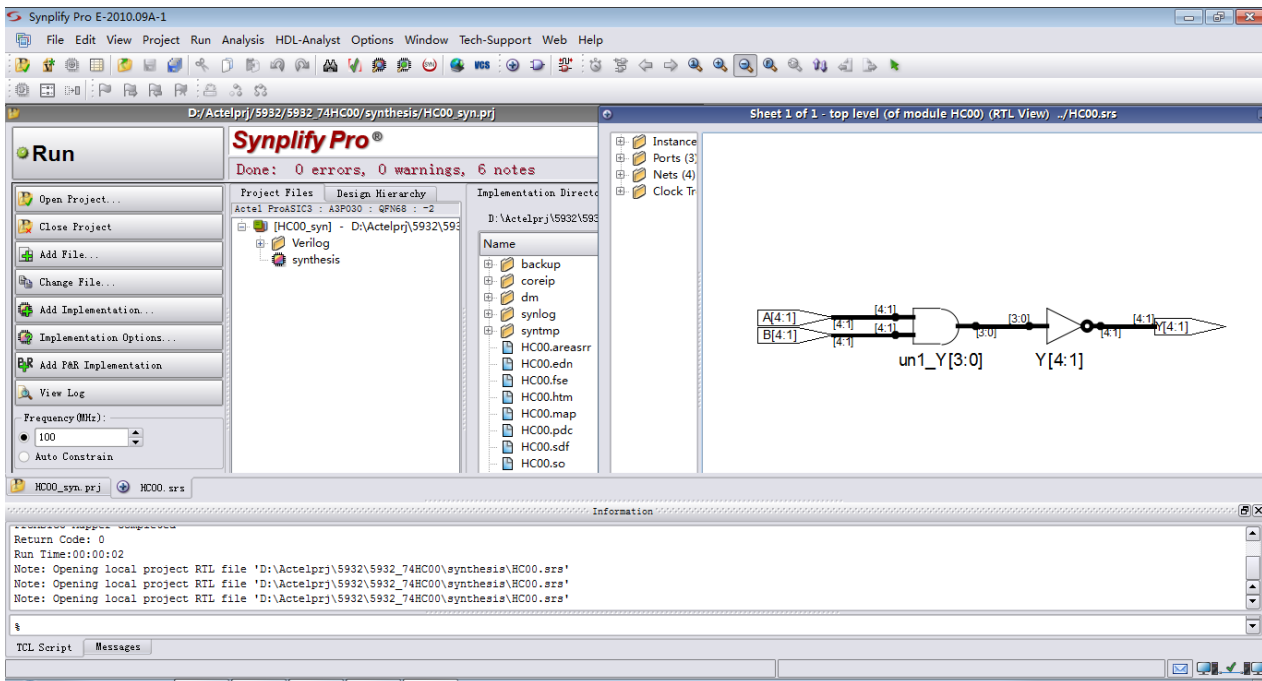 Synplify Pro E-2010.09A-1
File Edit View Project Run Analysis HDL-Analyst Options Window Tech-Support Web Help
VCS
D:/Actelprj/5932/5932_74HC00/synthesis/HC00_syn.prj
Sheet 1 of 1 - top level (of module HC00) (RTL View) ../HC00.srs
Run
Synplify Pro®
Done: 0 errors, 0 warnings, 6 notes
Open Project...
Close Project
Add File...
Change File...
Add Implementation...
Implementation Options...
Add P&R Implementation
View Log
Frequency(MHz):
100
Auto Constrain
Project Files
Design Hierarchy
Actel ProASIC3 : A3P030 : QFN68 : -2
[HC00_syn] - D:\Actelprj\5932\593
Verilog
synthesis
Implementation Directo
D:\Actelprj\5932\593
Name
backup
coreip
dm
synlog
syntmp
HC00.areasrr
HC00.edn
HC00.fse
HC00.htm
HC00.map
HC00.pdc
HC00.sdf
HC00.so
Instance
Ports (3)
Nets (4)
Clock Tr
A[4:1]
B[4:1]
[4:1]
[4:1]
[4:1]
[4:1]
[3:0]
[3:0]
[4:1]
[4:1]
Y[4:1]
un1_Y[3:0]
Y[4:1]
HC00_syn.prj
HC00.srs
Information
Mapper completed
Return Code: 0
Run Time:00:00:02
Note: Opening local project RTL file 'D:\Actelprj\5932\5932_74HC00\synthesis\HC00.srs'
Note: Opening local project RTL file 'D:\Actelprj\5932\5932_74HC00\synthesis\HC00.srs'
Note: Opening local project RTL file 'D:\Actelprj\5932\5932_74HC00\synthesis\HC00.srs'
%
TCL Script
Messages